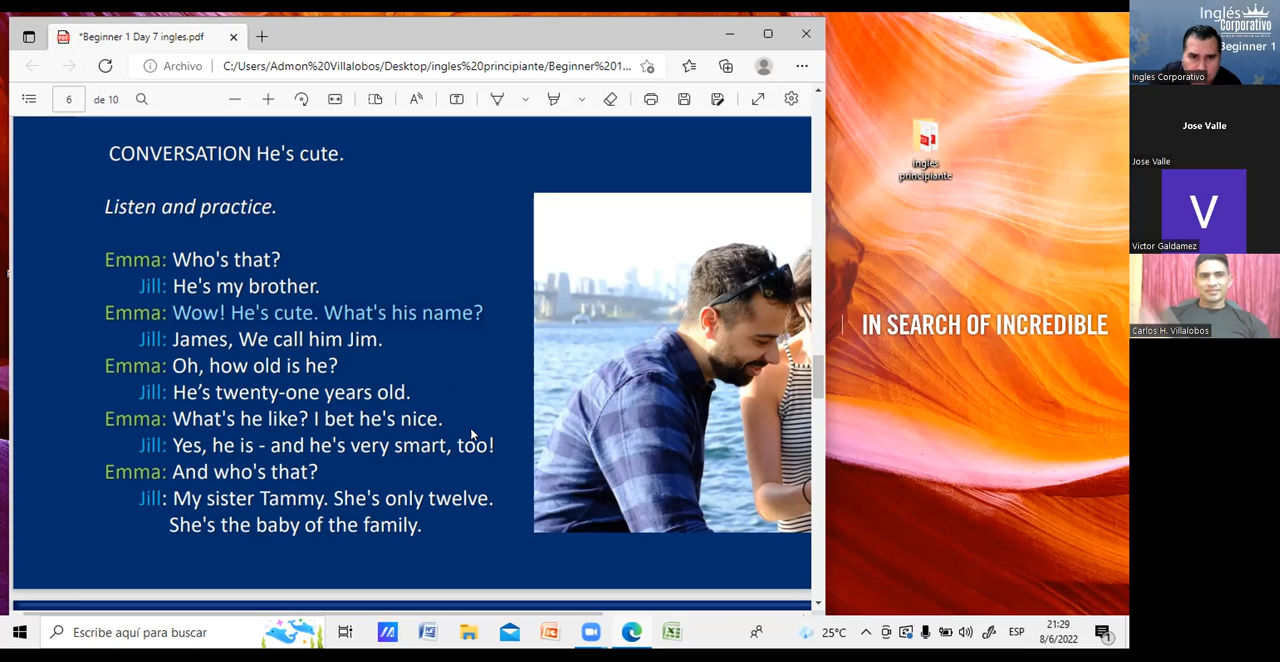 *Beginner 1 Day 7 ingles.pdf
Archivo
C:/Users/Admon%20Villalobos/Desktop/ingles%20principiante/Beginner%201...
6 de 10
CONVERSATION He's cute.
Listen and practice.
Emma: Who's that?
Jill: He's my brother.
Emma: Wow! He's cute. What's his name?
Jill: James, We call him Jim.
Emma: Oh, how old is he?
Jill: He's twenty-one years old.
Emma: What's he like? I bet he's nice.
Jill: Yes, he is - and he's very smart, too!
Emma: And who's that?
Jill: My sister Tammy. She's only twelve.
She's the baby of the family.
ingles
principiante
IN SEARCH OF INCREDIBLE
Inglés
Corporativo
Beginner 1
Ingles Corporativo
Jose Valle
Jose Valle
V
Victor Galdamez
Carlos H. Villalobos
Escribe aquí para buscar
25°C
ESP
21:29
8/6/2022
1